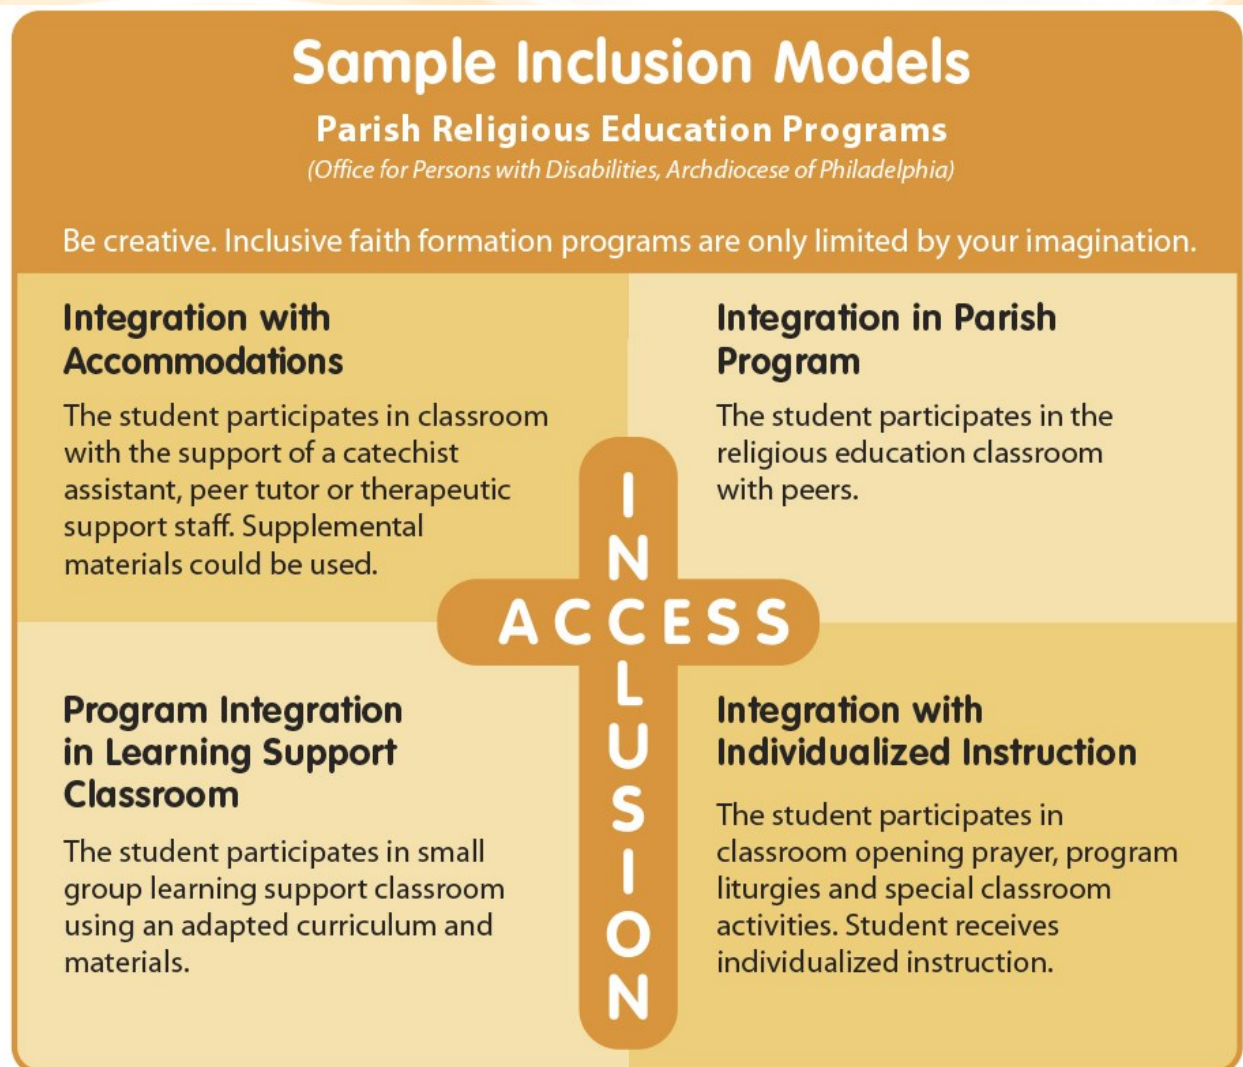 Sample Inclusion Models
Parish Religious Education Programs
(Office for Persons with Disabilities, Archdiocese of Philadelphia)
Be creative. Inclusive faith formation programs are only limited by your imagination.
Integration with
Accommodations
The student participates in classroom
with the support of a catechist
assistant, peer tutor or therapeutic
support staff. Supplemental
materials could be used.
Integration in Parish
Program
The student participates in the
religious education classroom
with peers.
ACCESS
INCLUSION
Program Integration
in Learning Support
Classroom
The student participates in small
group learning support classroom
using an adapted curriculum and
materials.
Integration with
Individualized Instruction
The student participates in
classroom opening prayer, program
liturgies and special classroom
activities. Student receives
individualized instruction.